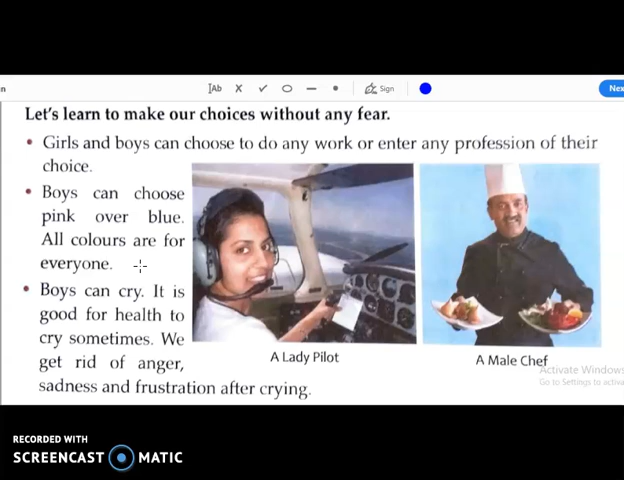 n
IAb
Sign
Nex
Let's learn to make our choices without any fear.
• Girls and boys can choose to do any work or enter any profession of their
choice.
• Boys can choose
pink over blue.
All colours are for
everyone.
• Boys can cry. It is
good for health to
cry sometimes. We
get rid of anger,
sadness and frustration after crying.
A Lady Pilot
A Male Chef
Activate Windows
Go to Settings to activa
RECORDED WITH
SCREENCAST MATIC